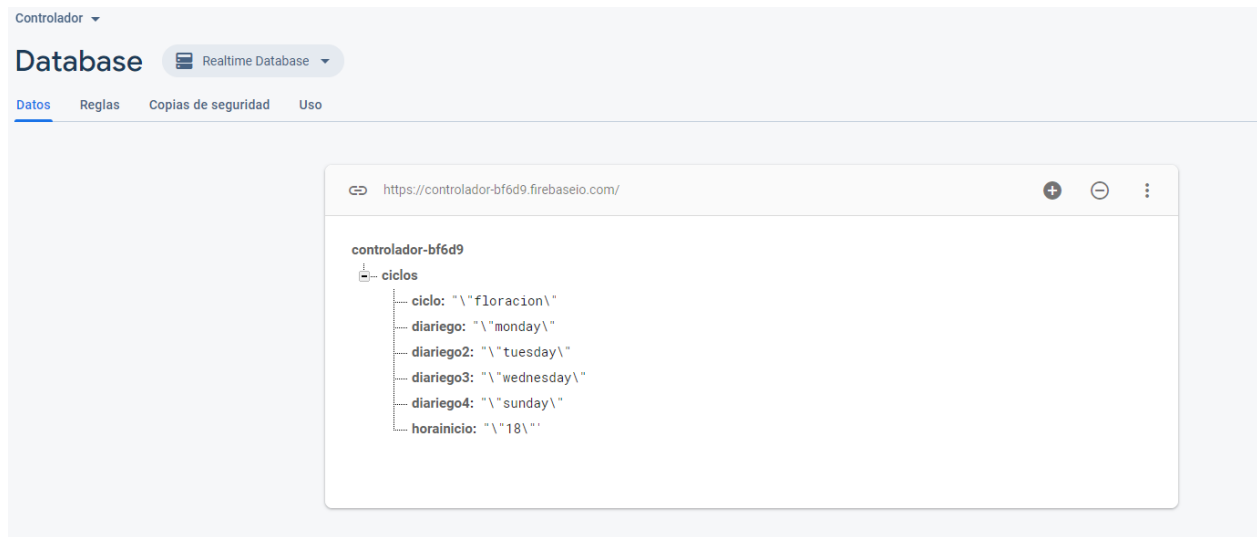 Controlador
Database Realtime Database
Datos Reglas Copias de seguridad Uso
https://controlador-bf6d9.firebaseio.com/
controlador-bf6d9
ciclos
ciclo: "\"floracion\"
diariego: "\"monday\"
diariego2: "\"tuesday\"
diariego3: "\"wednesday\"
diariego4: "\"sunday\"
horainicio: "\"18\"'